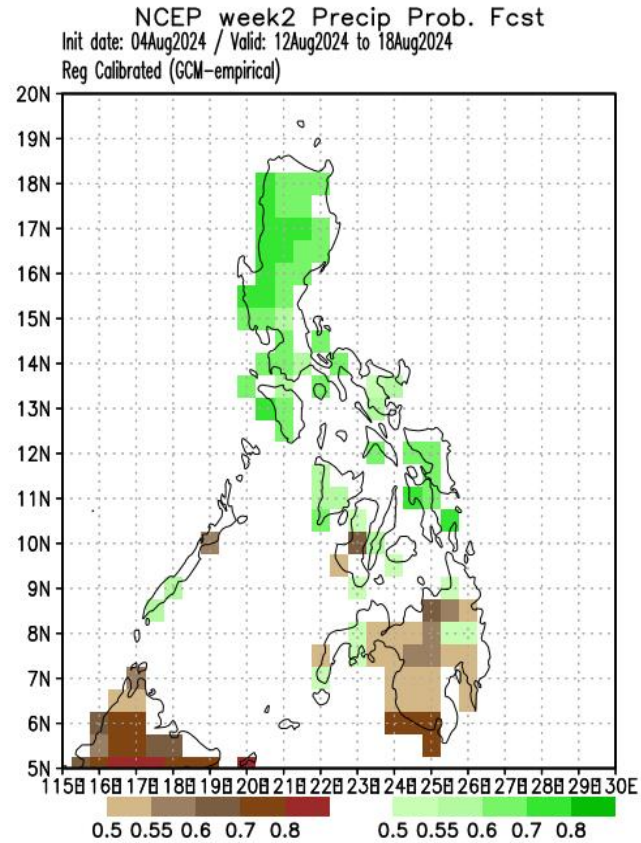 NCEP week2 Precip Prob. Fcst
Init date: 04Aug2024 / Valid: 12Aug2024 to 18Aug2024
Reg Calibrated (GCM-empirical)
20N
19N
18N
17N
16N
15N
14N
13N
12N
11N
10N
9N
8N
7N
6N
5N
115E 116E 117E 118E 119E 120E 121E 122E 123E 124E 125E 126E 127E 128E 129E 130E
0.5 0.55 0.6 0.7 0.8 0.5 0.55 0.6 0.7 0.8